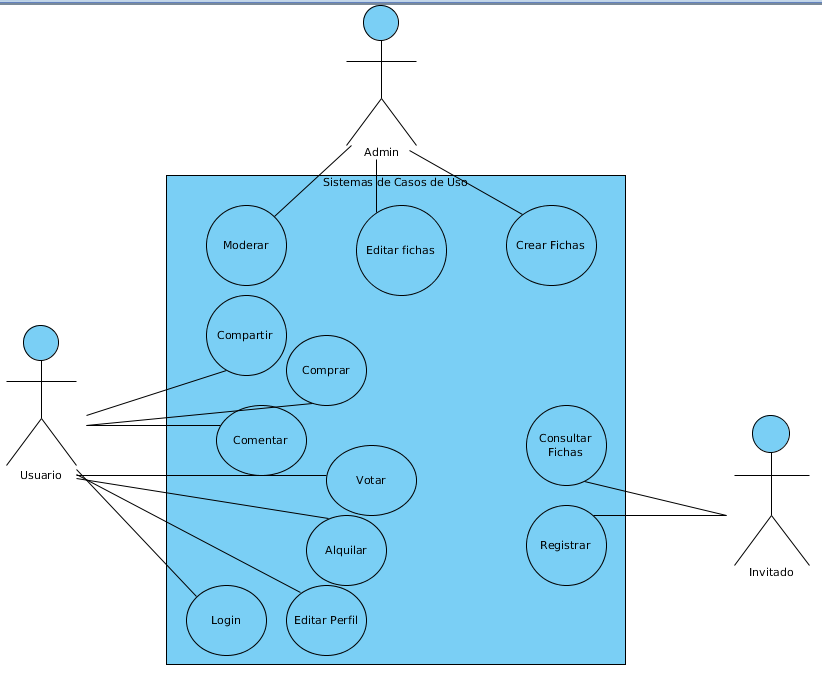 Admin
Sistemas de Casos de Uso
Moderar
Editar fichas
Crear Fichas
Compartir
Comprar
Comentar
Consultar
Fichas
Usuario
Votar
Alquilar
Registrar
Invitado
Login
Editar Perfil